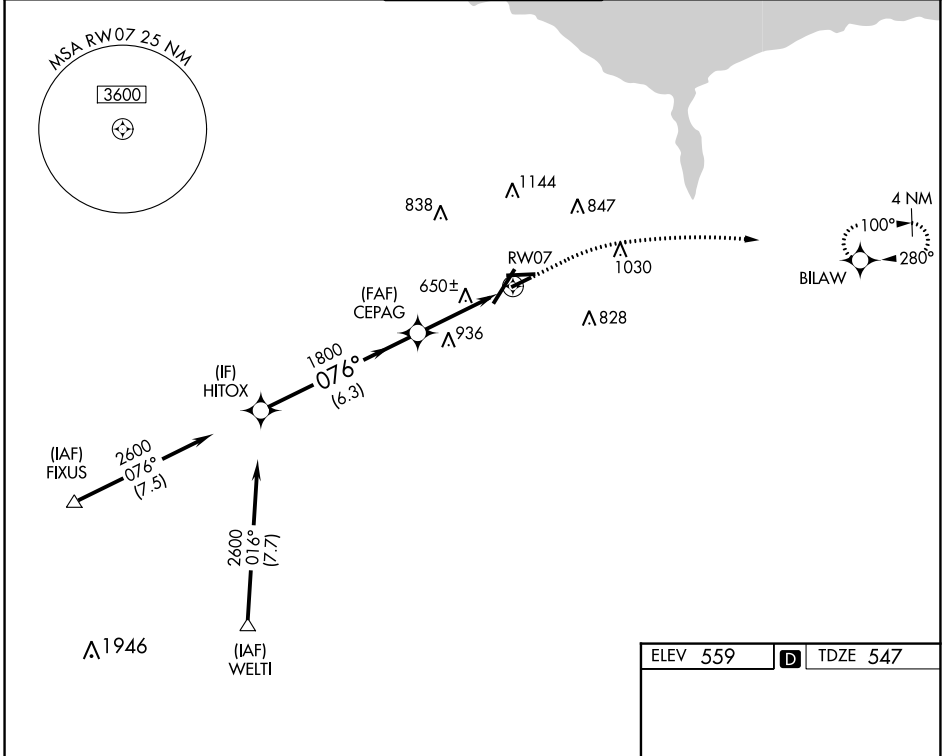 MSA RW07 25 NM
3600
1144
838
847
4 NM
100°
RW07
280°
1030
BILAW
650±
(FAF)
CEPAG
828
936
1800
076°
(6.3)
(IF)
HITOX
(IAF)
FIXUS
2600
076°
(7.5)
2600
016°
(7.7)
1946
(IAF)
WELTI
ELEV 559 D TDZE 547